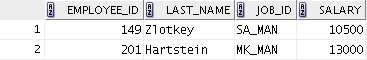 EMPLOYEE_ID LAST_NAME JOB_ID SALARY
1 149 Zlotkey SA_MAN 10500
2 201 Hartstein MK_MAN 13000